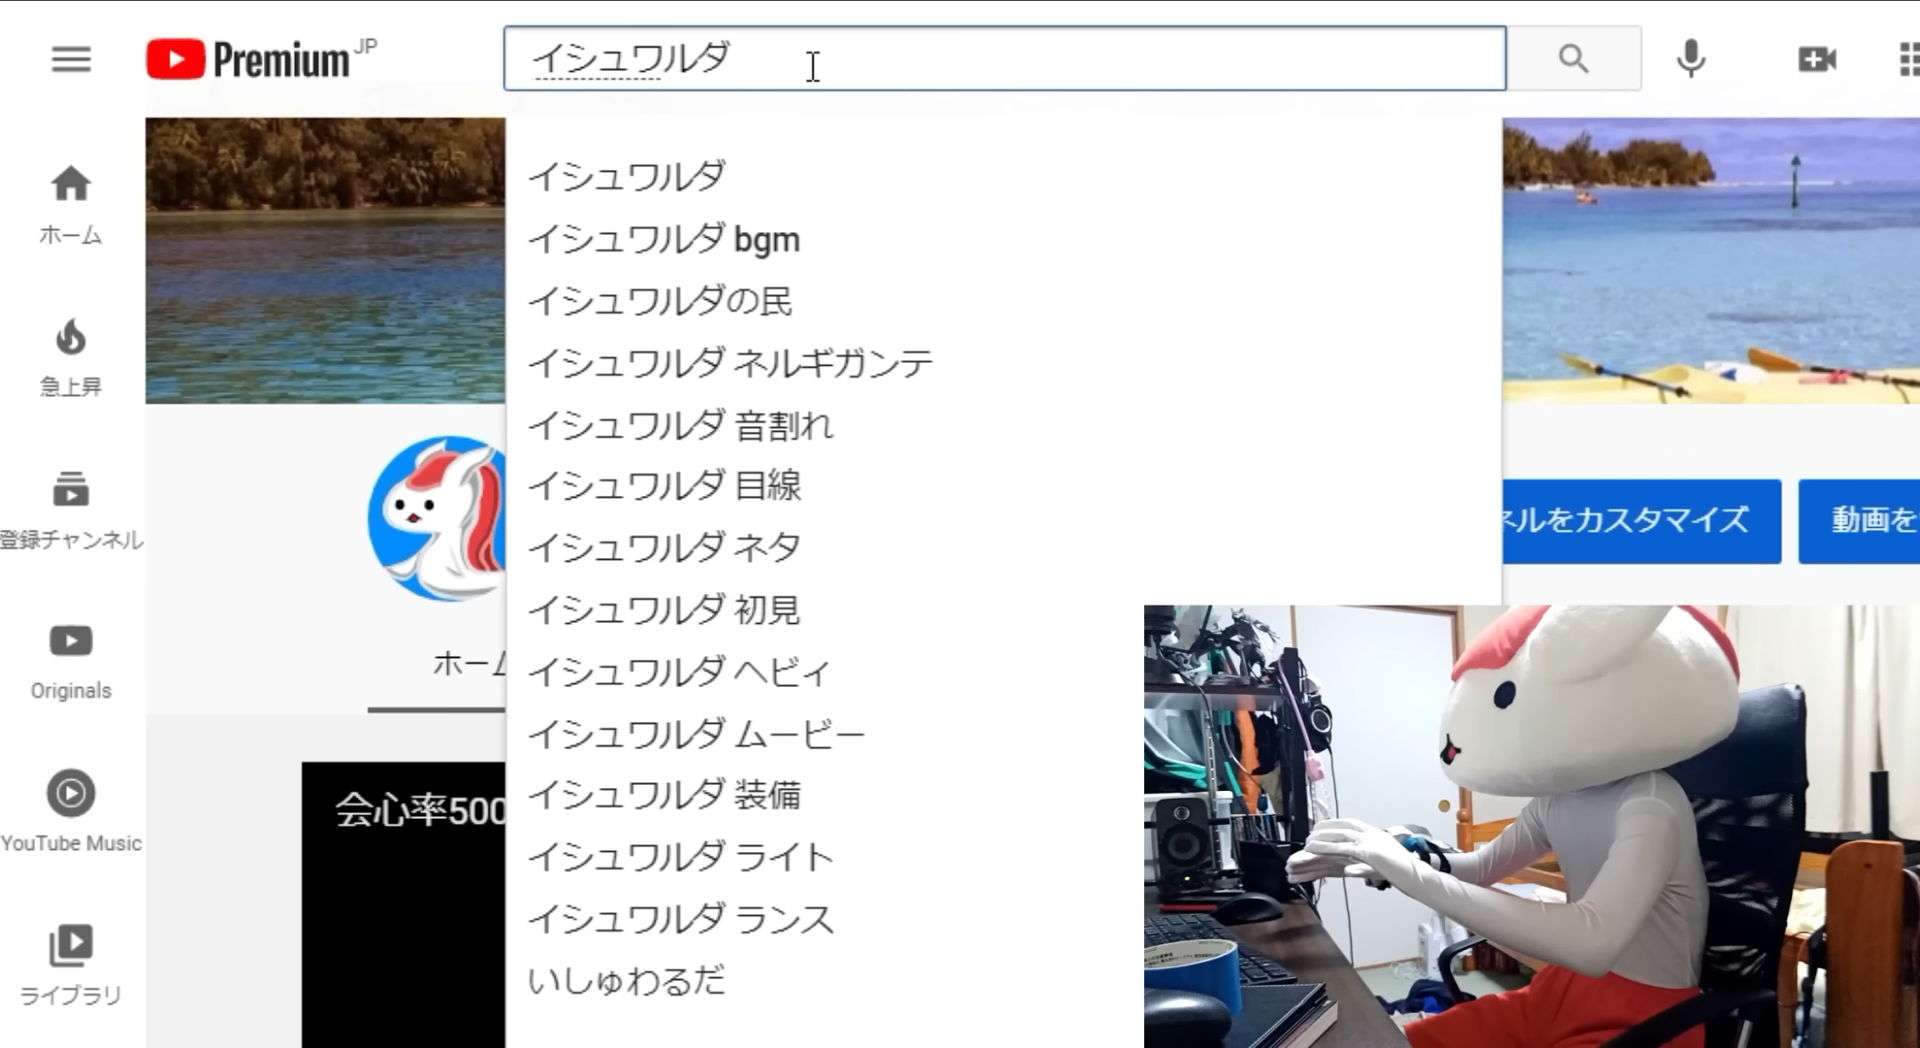 Premium JP
イシュワルダ
ホーム
急上昇
登録チャンネル
Originals
YouTube Music
ライブラリ
イシュワルダ
イシュワルダ bgm
イシュワルダの民
イシュワルダ ネルギガンテ
イシュワルダ 音割れ
イシュワルダ 目線
イシュワルダ ネタ
イシュワルダ 初見
イシュワルダ ヘビィ
イシュワルダ ムービー
イシュワルダ 装備
イシュワルダ ライト
イシュワルダ ランス
いしゅわるだ
ネルをカスタマイズ
動画を
ホーム
会心率500